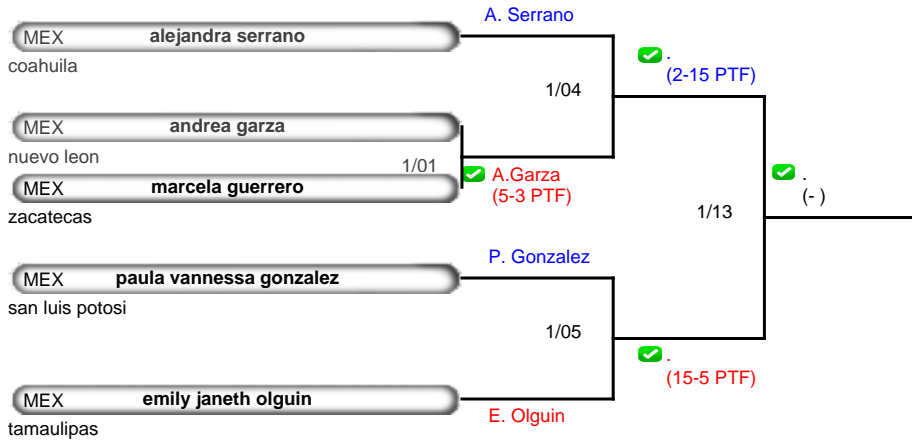 A. Serrano
MEX alejandra serrano
coahuila
.
(2-15 PTF)
1/04
MEX andrea garza
nuevo leon
1/01
A.Garza
(5-3 PTF)
MEX marcela guerrero
zacatecas
.
(- )
1/13
P. Gonzalez
MEX paula vannessa gonzalez
san luis potosi
1/05
.
(15-5 PTF)
MEX emily janeth olguin
tamaulipas
E. Olguin